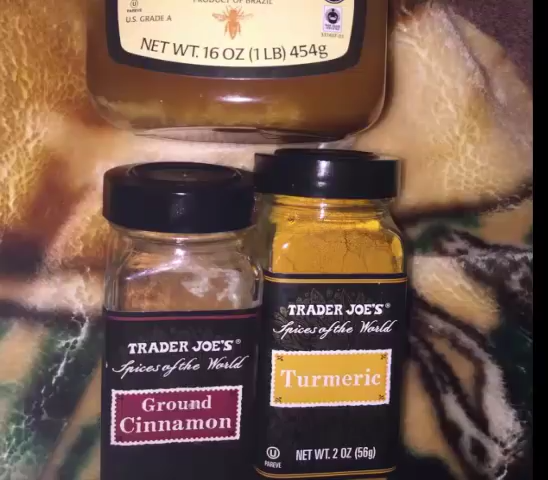 PRODUCT OF BRAZIL
U
PAREVE
U.S. GRADE A
NET WT. 16 OZ (1 LB) 454g
TRADER JOE'S®
Spices of the World
Ground
Cinnamon
TRADER JOE'S®
Spices of the World
Turmeric
U
PAREVE
NET WT. 2 OZ (56g)